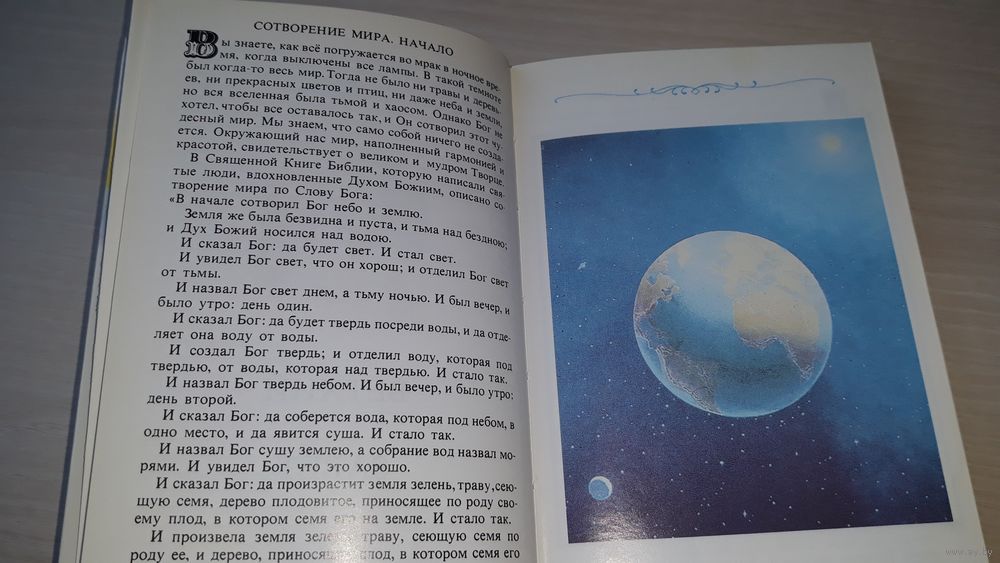 СОТВОРЕНИЕ МИРА. НАЧАЛО
Вы знаете, как всё погружается во мрак в ночное вре-
мя, когда выключены все лампы. В такой темноте
был когда-то весь мир. Тогда не было ни травы и деревь-
ев, ни прекрасных цветов и птиц, ни даже неба и земли,
но вся вселенная была тьмой и хаосом. Однако Бог не
хотел, чтобы все оставалось так, и Он сотворил этот чу-
десный мир. Мы знаем, что само собой ничего не созда-
ется. Окружающий нас мир, наполненный гармонией и
красотой, свидетельствует о великом и мудром Творце.
В Священной Книге Библии, которую написали свя-
тые люди, вдохновленные Духом Божиим, описано со-
творение мира по Слову Бога:
«В начале сотворил Бог небо и землю.
Земля же была безвидна и пуста, и тьма над бездною;
и Дух Божий носился над водою.
И сказал Бог: да будет свет. И стал свет.
И увидел Бог свет, что он хорош; и отделил Бог свет
от тьмы.
И назвал Бог свет днем, а тьму ночью. И был вечер, и
было утро: день один.
И сказал Бог: да будет твердь посреди воды, и да отде-
ляет она воду от воды.
И создал Бог твердь; и отделил воду, которая под
твердью, от воды, которая над твердью. И стало так.
И назвал Бог твердь небом. И был вечер, и было утро:
день второй.
И сказал Бог: да соберется вода, которая под небом, в
одно место, и да явится суша. И стало так.
И назвал Бог сушу землею, а собрание вод назвал мо-
рями. И увидел Бог, что это хорошо.
И сказал Бог: да произрастит земля зелень, траву, сею-
щую семя, дерево плодовитое, приносящее по роду сво-
ему плод, в котором семя его на земле. И стало так.
И произвела земля зелень, траву, сеющую семя по
роду ее, и дерево, приносящее плод, в котором семя его
www.ay.by